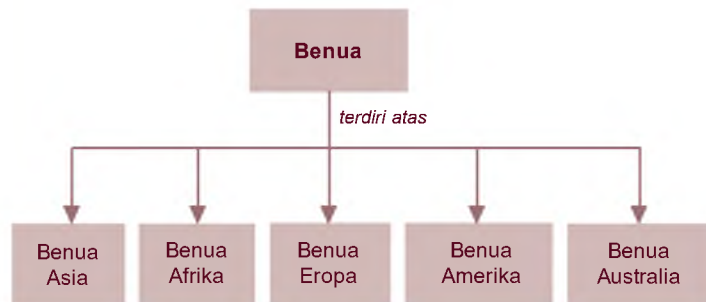 Benua
terdiri atas
Benua
Asia
Benua
Afrika
Benua
Eropa
Benua
Amerika
Benua
Australia